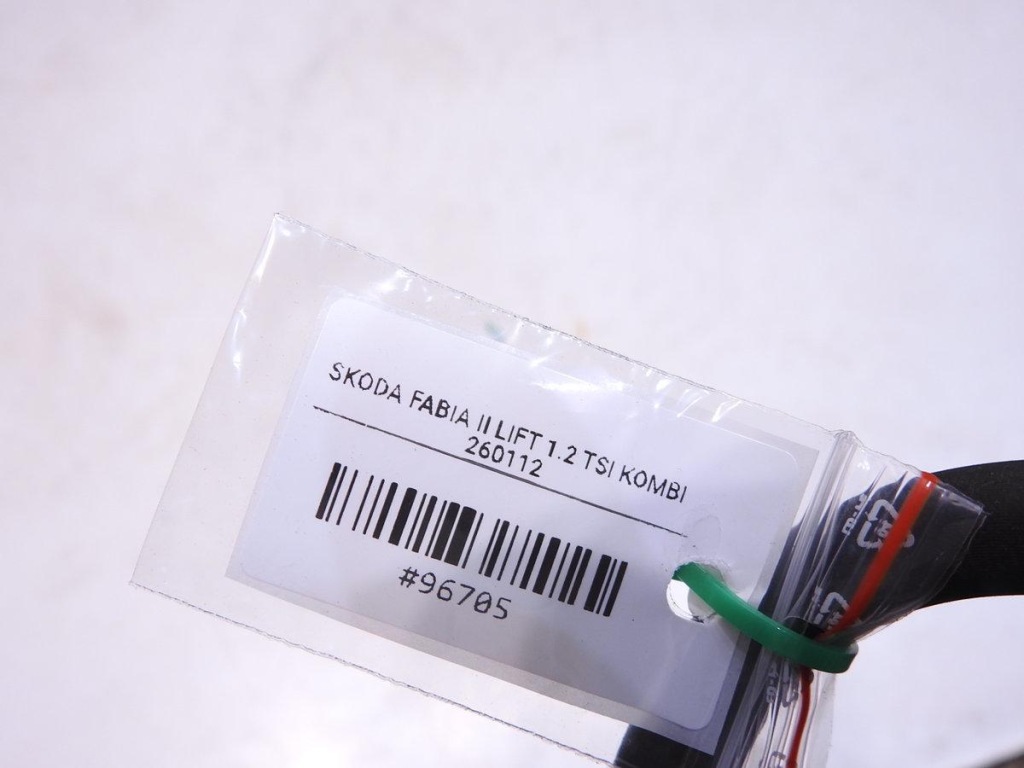 SKODA FABIA II LIFT 1.2 TSI KOMBI
260112
#96705